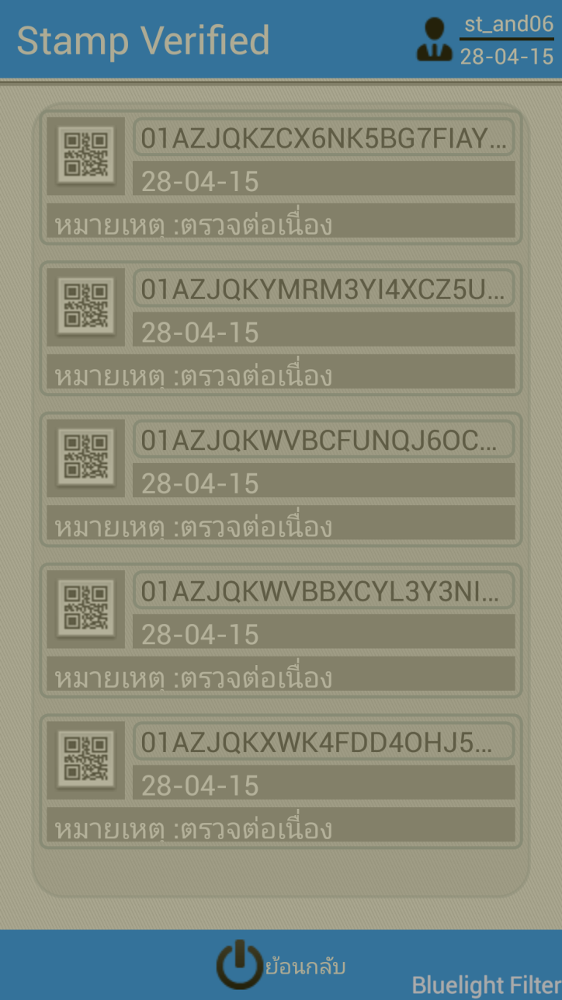 Stamp Verified
st_and06
28-04-15
01AZJQKZCX6NK5BG7FIAY...
28-04-15
หมายเหตุ :ตรวจต่อเนื่อง
01AZJQKYMRM3YI4XCZ5U...
28-04-15
หมายเหตุ :ตรวจต่อเนื่อง
01AZJQKWVBCFUNQJ6OC...
28-04-15
หมายเหตุ :ตรวจต่อเนื่อง
01AZJQKWVBBXCYL3Y3NI...
28-04-15
หมายเหตุ :ตรวจต่อเนื่อง
01AZJQKXWK4FDD4OHJ5...
28-04-15
หมายเหตุ :ตรวจต่อเนื่อง
ย้อนกลับ
Bluelight Filter